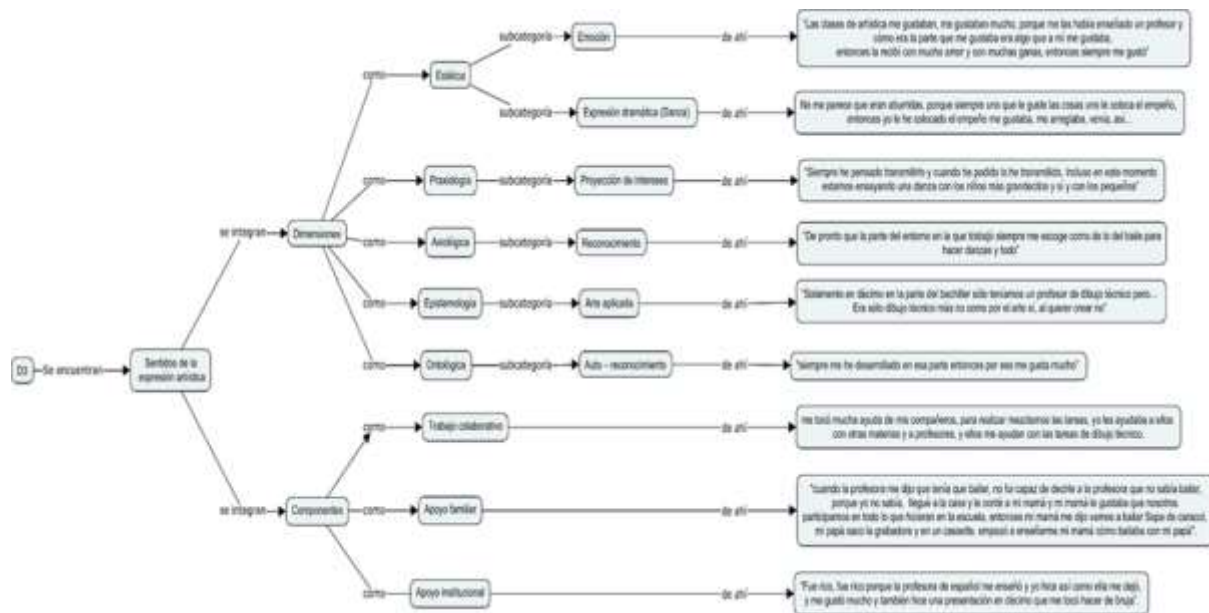 D3
Se encuentran
Sentidos de la
expresión artística
se integran
Dimensiones
como
Estética
subcategoría
Emoción
de ahí
"Las clases de artística me gustaban, me gustaban mucho, porque me las había enseñado un profesor y
cómo era la parte que me gustaba era algo que a mi me gustaba,
entonces la recibí con mucho amor y con muchas ganas, entonces siempre me gustó"
subcategoría
Expresión dramática (Danza)
de ahí
No me parece que eran aburridas, porque siempre uno que le guste las cosas uno le coloca el empeño,
entonces yo le he colocado el empeño me gustaba, me arreglaba, venía, así...
como
Praxiología
subcategoría
Proyección de intereses
de ahí
"Siempre he pensado transmitirlo y cuando he podido lo he transmitido, incluso en este momento
estamos ensayando una danza con los niños más grandecitos y si y con los pequeños"
como
Axiológica
subcategoría
Reconocimiento
de ahí
"De pronto que la parte del entorno en la que trabajo siempre me escoge como de lo del baile para
hacer danzas y todo"
como
Epistemología
subcategoría
Arte aplicada
de ahí
"Solamente en décimo en la parte del bachiller sólo teníamos un profesor de dibujo técnico pero...
Era sólo dibujo técnico más no como por el arte sí, al querer crear no"
como
Ontológica
subcategoría
Auto – reconocimiento
de ahí
"siempre me he desarrollado en esa parte entonces por eso me gusta mucho"
se integran
Componentes
como
Trabajo colaborativo
de ahí
me tocó mucha ayuda de mis compañeros, para realizar las tareas, yo les ayudaba a ellos
con otras materias y a profesores, y ellos me ayudan con las tareas de dibujo técnico.
como
Apoyo familiar
de ahí
"cuando la profesora me dijo que tenía que bailar, no fui capaz de decirle a la profesora que no sabía bailar,
porque yo no sabía, llegue a la casa y le conté a mi mamá y mi mamá le gustaba que nosotros
participamos en todo lo que hicieran en la escuela, entonces mi mamá me dijo vamos a bailar Sopa de caracol,
mi papá saco la grabadora y en un cassette, empezó a enseñarme mi mamá cómo bailaba con mi papá".
como
Apoyo institucional
de ahí
"Fue rico, fue rico porque la profesora de español me enseñó y yo hice así como ella me dejó,
y me gustó mucho y también hice una presentación en décimo que me tocó hacer de bruja".